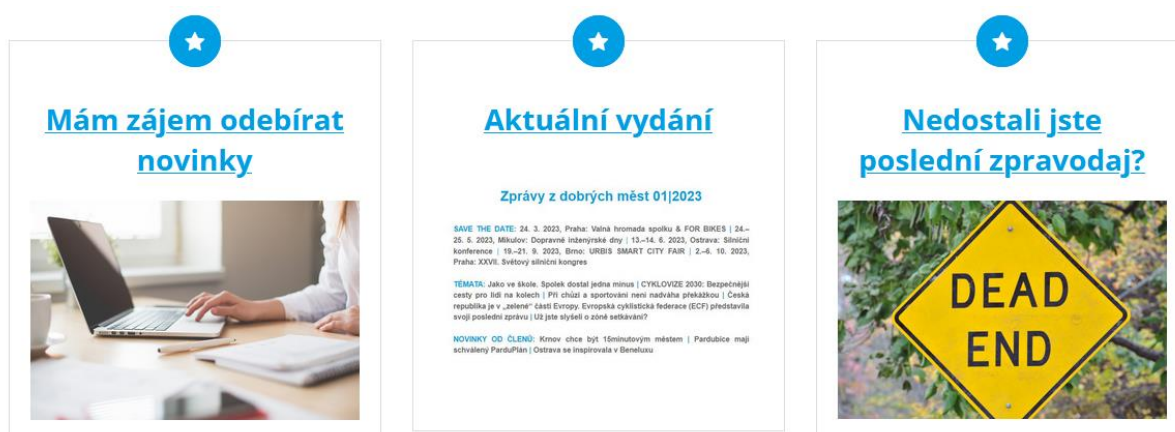 Mám zájem odebírat
novinky
Aktuální vydání
Zprávy z dobrých měst 01|2023
SAVE THE DATE: 24. 3. 2023, Praha: Valná hromada spolku & FOR BIKES | 24.–
25. 5. 2023, Mikulov: Dopravně inženýrské dny | 13.–14. 6. 2023, Ostrava: Silniční
konference | 19.–21. 9. 2023, Brno: URBIS SMART CITY FAIR | 2.–6. 10. 2023,
Praha: XXVII. Světový silniční kongres
TÉMATA: Jako ve škole. Spolek dostal jedna minus | CYKLOVIZE 2030: Bezpečnější
cesty pro lidi na kolech | Při chůzi a sportování není nadváha překážkou | Česká
republika je v „zelené“ části Evropy. Evropská cyklistická federace (ECF) představila
svoji poslední zprávu | Už jste slyšeli o zóně setkávání?
NOVINKY OD ČLENŮ: Krnov chce být 15minutovým městem | Pardubice mají
schválený ParduPlán | Ostrava se inspirovala v Beneluxu
Nedostali jste
poslední zpravodaj?
DEAD
END